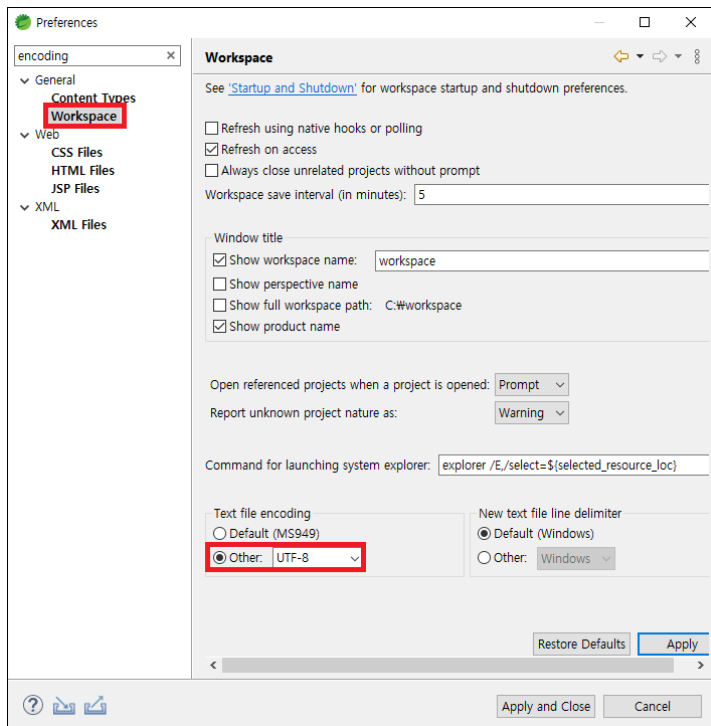 Preferences
encoding
General
Content Types
Workspace
Web
CSS Files
HTML Files
JSP Files
XML
XML Files
Workspace
See 'Startup and Shutdown' for workspace startup and shutdown preferences.
Refresh using native hooks or polling
Refresh on access
Always close unrelated projects without prompt
Workspace save interval (in minutes): 5
Window title
Show workspace name: workspace
Show perspective name
Show full workspace path: C:₩workspace
Show product name
Open referenced projects when a project is opened: Prompt
Report unknown project nature as: Warning
Command for launching system explorer: explorer /E,/select=${selected_resource_loc}
Text file encoding
Default (MS949)
Other: UTF-8
New text file line delimiter
Default (Windows)
Other: Windows
Restore Defaults
Apply
Apply and Close
Cancel